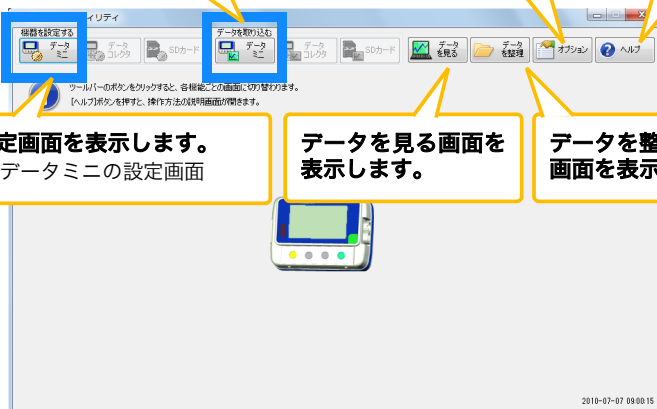 ィリティ
機器を設定する
データを取り込む
データ
ミニ
データ
コレクタ
SDカード
データ
ミニ
データ
コレクタ
SDカード
データ
を見る
データ
を整理
オプション
ヘルプ
ツールバーのボタンをクリックすると、各機能ごとの画面に切り替わります。
[ヘルプ]ボタンを押すと、操作方法の説明画面が開きます。
定画面を表示します。
データミニの設定画面
データを見る画面を
表示します。
データを整
画面を表示
2010-07-07 09:00:15